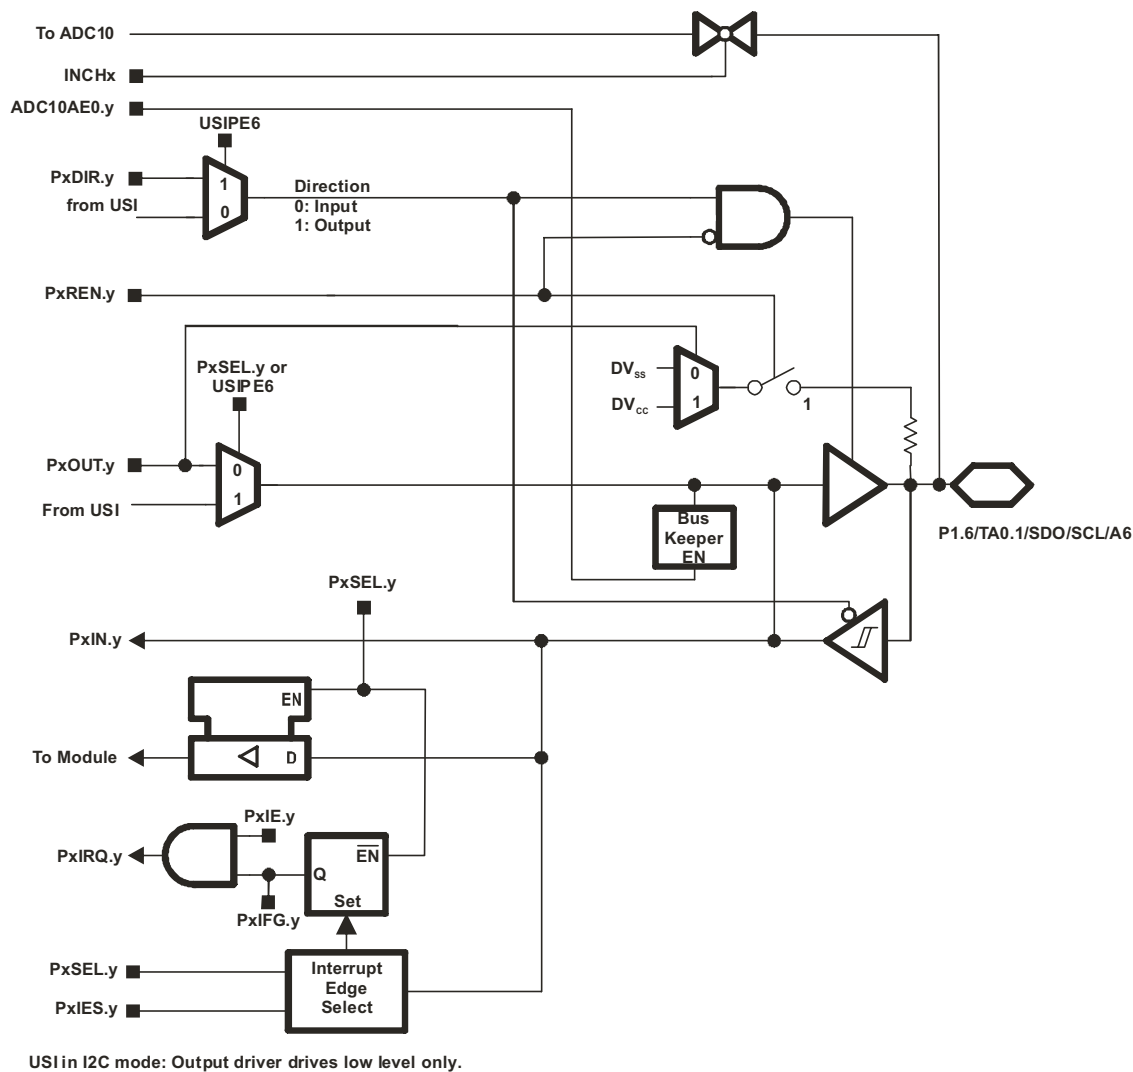 To ADC10
INCHx
ADC10AE0.y
USIPE6
PxDIR.y
1
from USI
0
Direction
0: Input
1: Output
PxREN.y
PxSEL.y or
USIPE6
DVSS
0
DVCC
1
1
PxOUT.y
0
From USI
1
Bus
Keeper
EN
P1.6/TA0.1/SDO/SCL/A6
PxSEL.y
PxIN.y
EN
To Module
D
PxIE.y
PxIRQ.y
EN
Q
Set
PxIFG.y
PxSEL.y
PxIES.y
Interrupt
Edge
Select
USI in I2C mode: Output driver drives low level only.